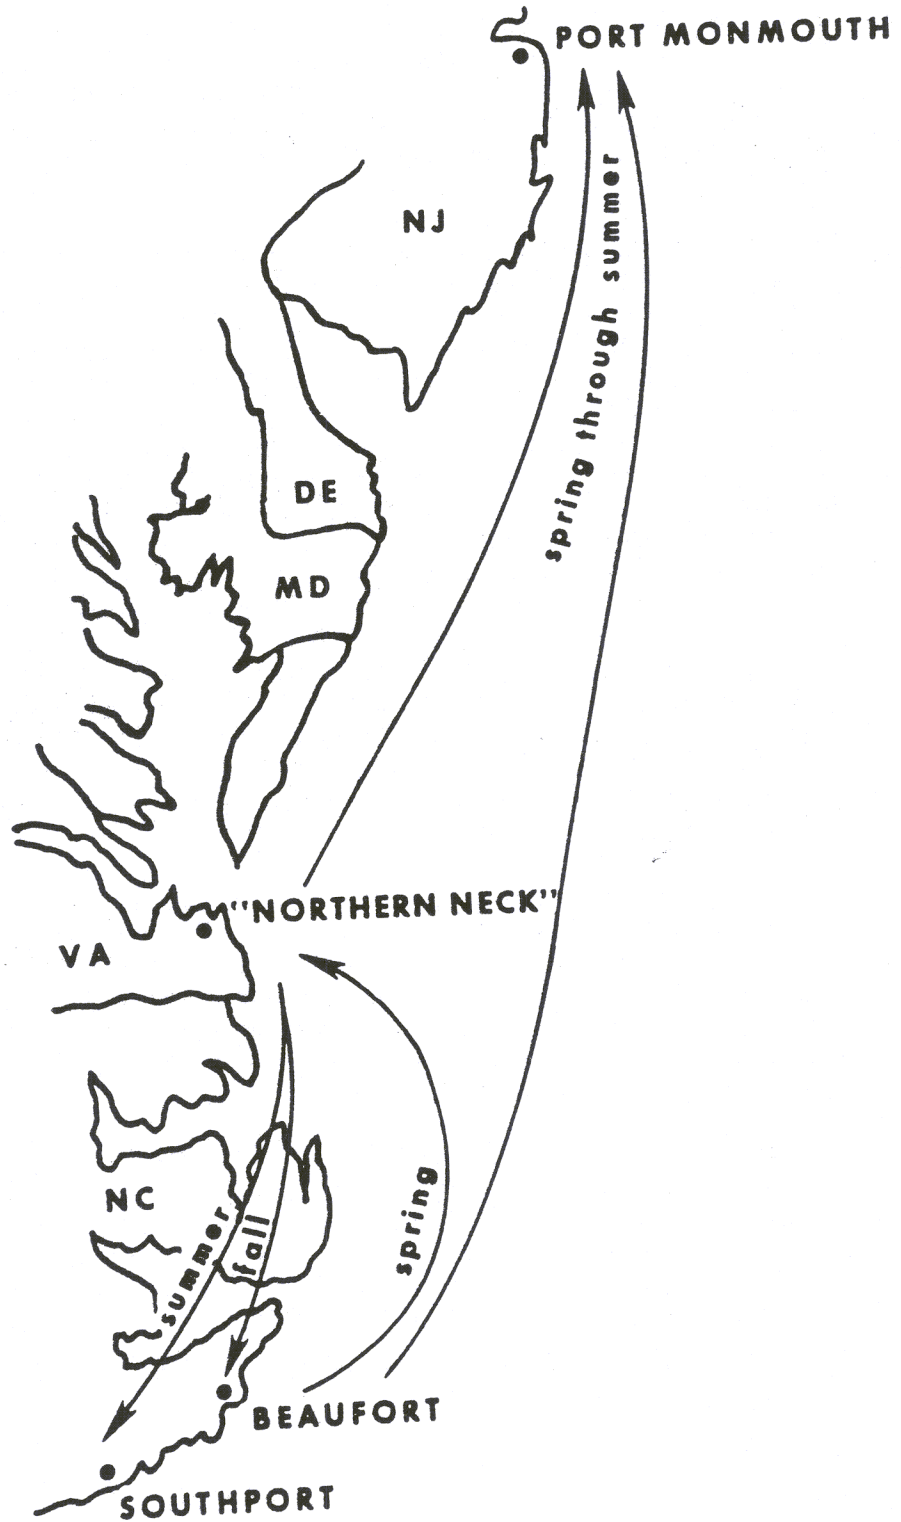 PORT MONMOUTH
NJ
spring through summer
DE
MD
"NORTHERN NECK"
VA
NC
spring
summer
fall
BEAUFORT
SOUTHPORT